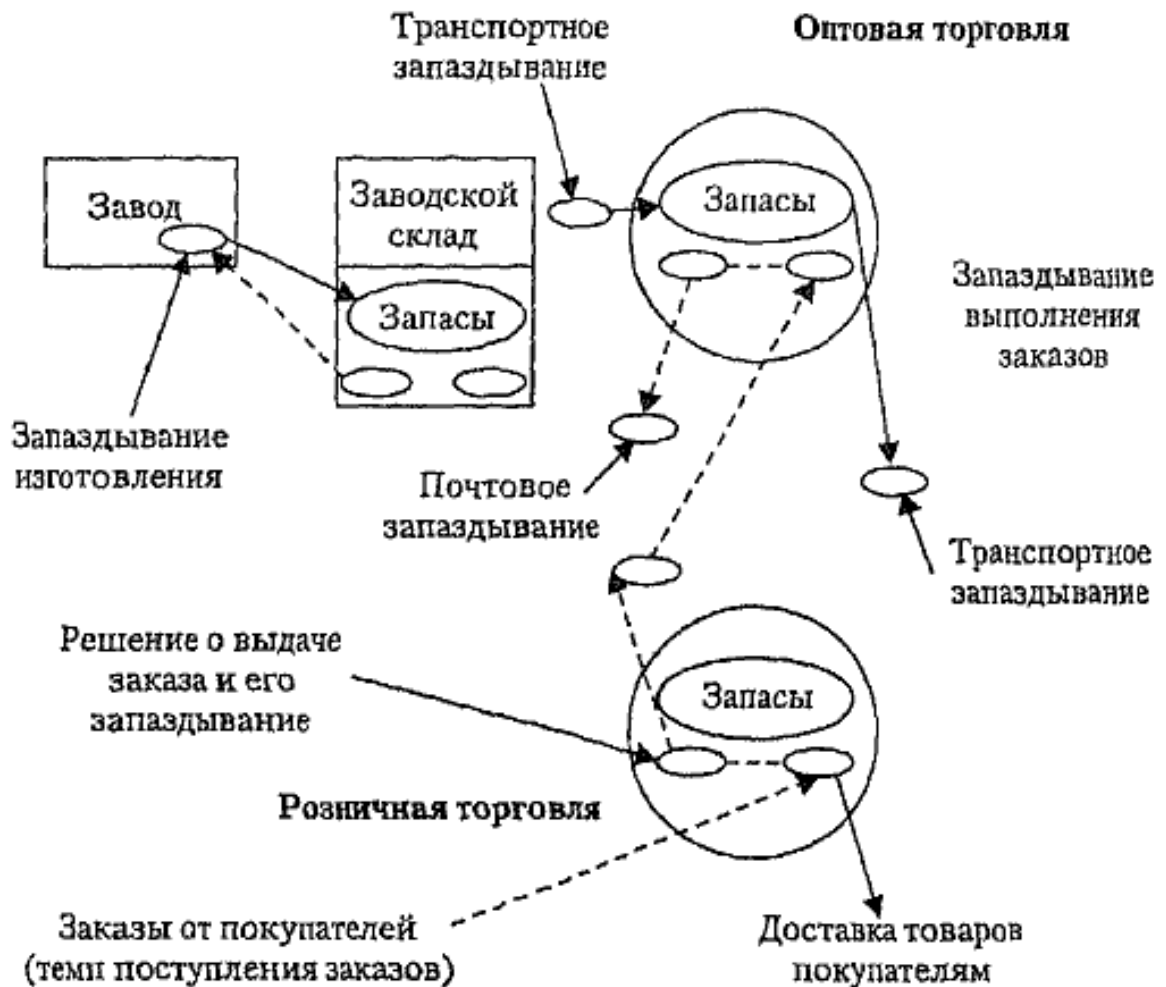 Транспортное
запаздывание
Оптовая торговля
Завод
Заводской
склад
Запасы
Запасы
Запаздывание
выполнения
заказов
Запаздывание
изготовления
Почтовое
запаздывание
Транспортное
запаздывание
Решение о выдаче
заказа и его
запаздывание
Запасы
Розничная торговля
Заказы от покупателей
(темп поступления заказов)
Доставка товаров
покупателям